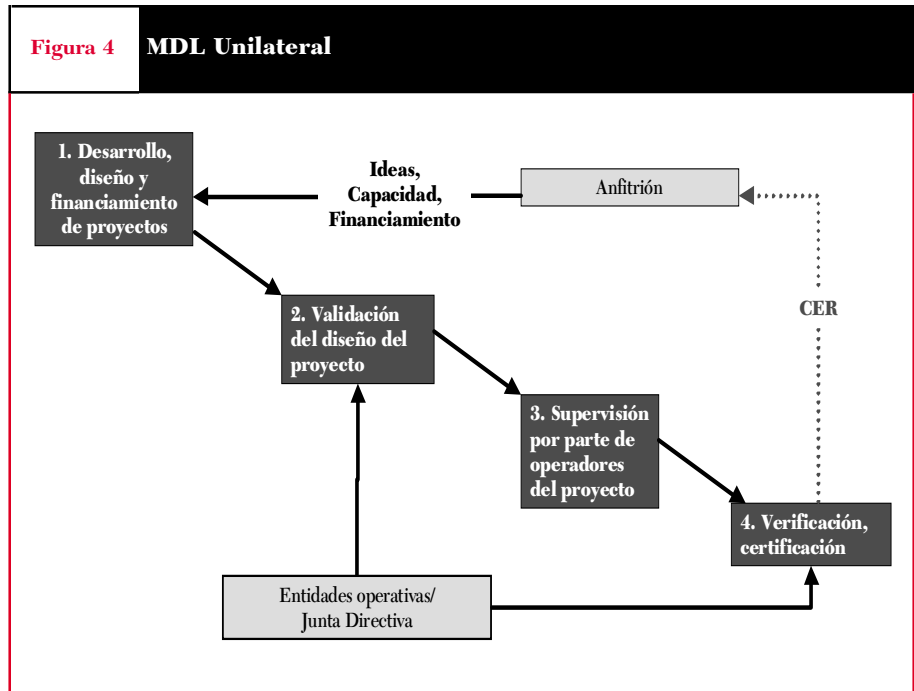 Figura 4
MDL Unilateral
1. Desarrollo,
diseño y
financiamiento
de proyectos
Ideas,
Capacidad,
Financiamiento
Anfitrión
CER
2. Validación
del diseño del
proyecto
3. Supervisión
por parte de
operadores
del proyecto
4. Verificación,
certificación
Entidades operativas/
Junta Directiva